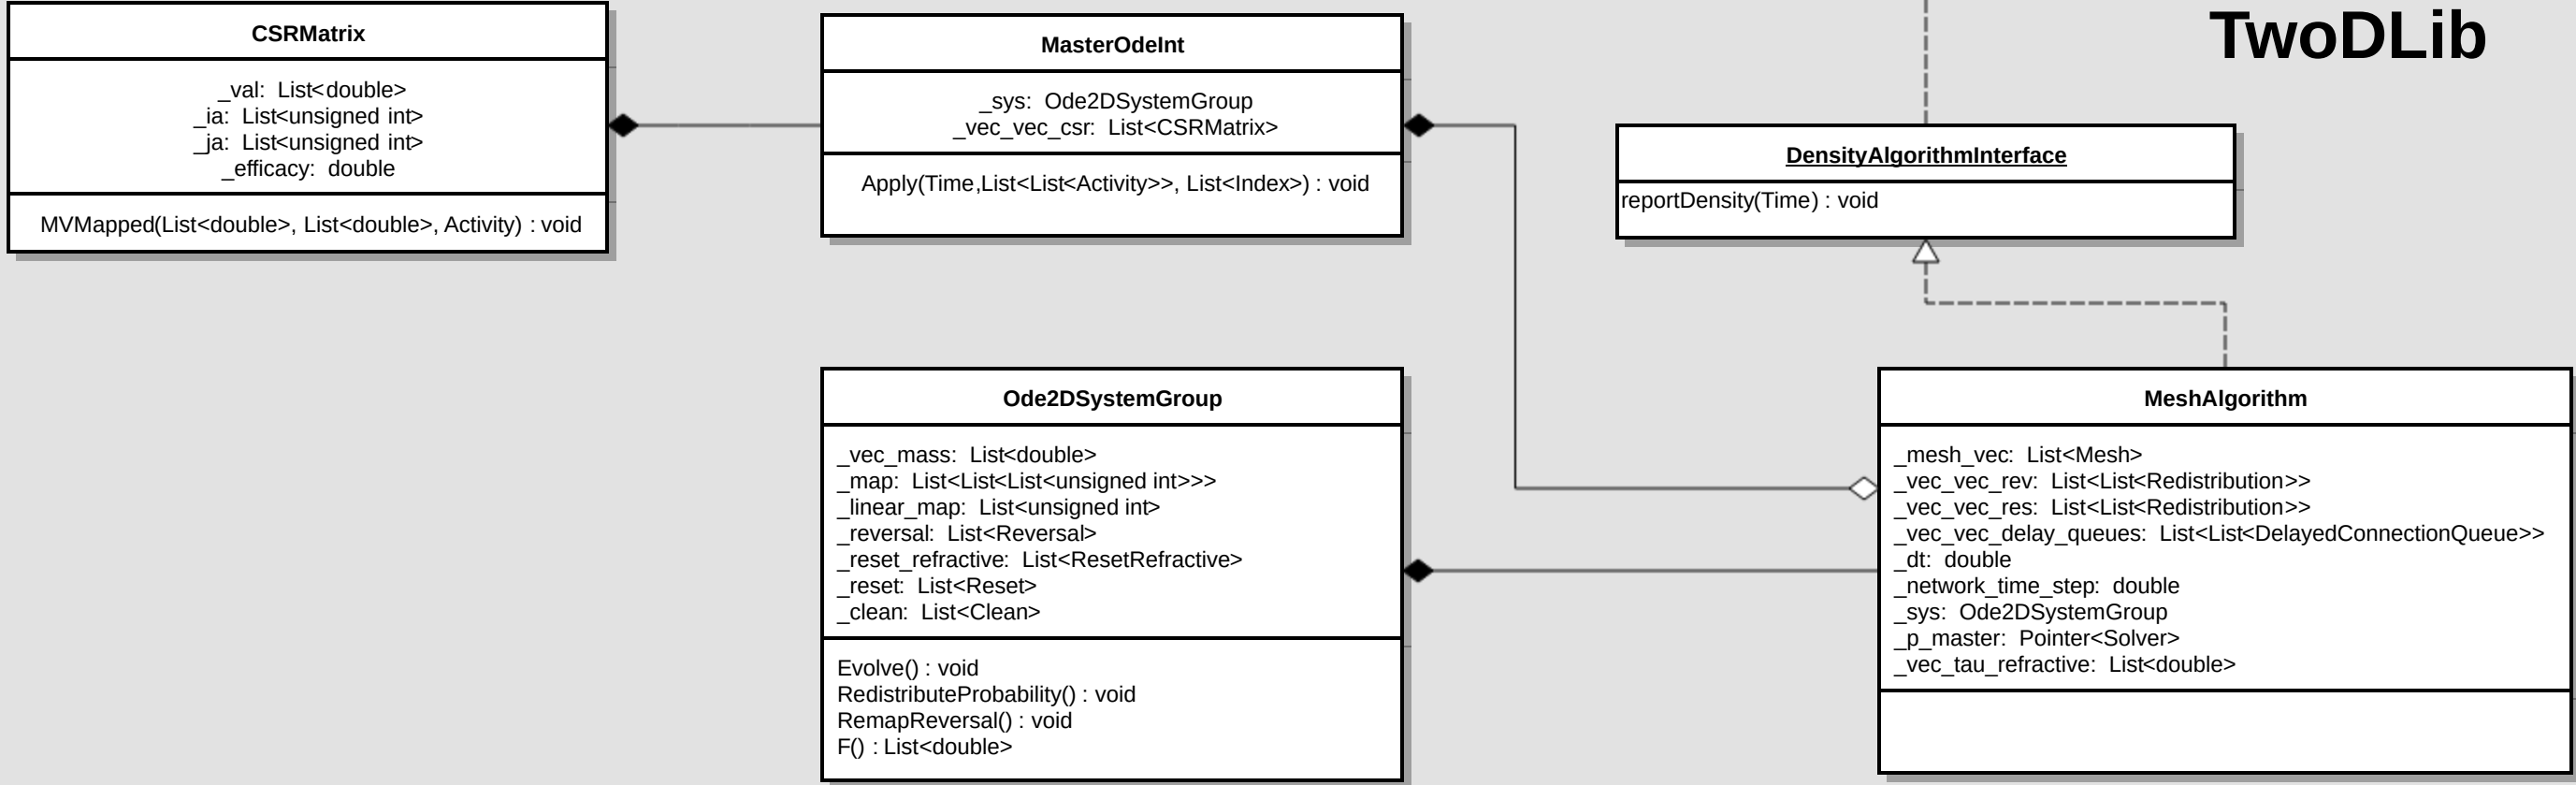 TwoDLib
CSRMatrix
_val: List<double>
_ia: List<unsigned int>
_ja: List<unsigned int>
_efficacy: double
MVMapped(List<double>, List<double>, Activity) : void
MasterOdeInt
_sys: Ode2DSystemGroup
_vec_vec_csr: List<CSRMatrix>
Apply(Time,List<List<Activity>>, List<Index>) : void
DensityAlgorithmInterface
reportDensity(Time) : void
Ode2DSystemGroup
_vec_mass: List<double>
_map: List<List<List<unsigned int>>>
_linear_map: List<unsigned int>
_reversal: List<Reversal>
_reset_refractive: List<ResetRefractive>
_reset: List<Reset>
_clean: List<Clean>
Evolve() : void
RedistributeProbability() : void
RemapReversal() : void
F() : List<double>
MeshAlgorithm
_mesh_vec: List<Mesh>
_vec_vec_rev: List<List<Redistribution>>
_vec_vec_res: List<List<Redistribution>>
_vec_vec_delay_queues: List<List<DelayedConnectionQueue>>
_dt: double
_network_time_step: double
_sys: Ode2DSystemGroup
_p_master: Pointer<Solver>
_vec_tau_refractive: List<double>